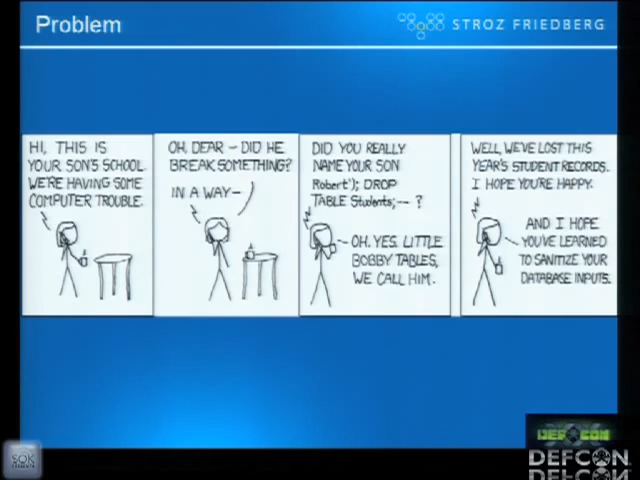 Problem
STROZ FRIEDBERG
HI, THIS IS
YOUR SON'S SCHOOL.
WE'RE HAVING SOME
COMPUTER TROUBLE.
OH, DEAR – DID HE
BREAK SOMETHING?
IN A WAY–
DID YOU REALLY
NAME YOUR SON
Robert'); DROP
TABLE Students;-- ?
OH. YES. LITTLE
BOBBY TABLES,
WE CALL HIM.
WELL, WE'VE LOST THIS
YEAR'S STUDENT RECORDS.
I HOPE YOU'RE HAPPY.
AND I HOPE
YOU'VE LEARNED
TO SANITIZE YOUR
DATABASE INPUTS.
DEFCON
DEFCON
DEFCON
SOK